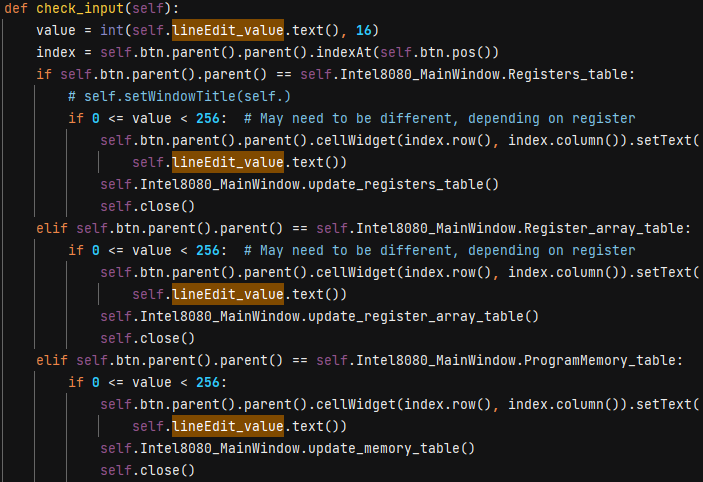 def check_input(self):
    value = int(self.lineEdit_value.text(), 16)
    index = self.btn.parent().parent().indexAt(self.btn.pos())
    if self.btn.parent().parent() == self.Intel8080_MainWindow.Registers_table:
        # self.setWindowTitle(self.)
        if 0 <= value < 256:  # May need to be different, depending on register
            self.btn.parent().parent().cellWidget(index.row(), index.column()).setText(
                self.lineEdit_value.text())
            self.Intel8080_MainWindow.update_registers_table()
            self.close()
    elif self.btn.parent().parent() == self.Intel8080_MainWindow.Register_array_table:
        if 0 <= value < 256:  # May need to be different, depending on register
            self.btn.parent().parent().cellWidget(index.row(), index.column()).setText(
                self.lineEdit_value.text())
            self.Intel8080_MainWindow.update_register_array_table()
            self.close()
    elif self.btn.parent().parent() == self.Intel8080_MainWindow.ProgramMemory_table:
        if 0 <= value < 256:
            self.btn.parent().parent().cellWidget(index.row(), index.column()).setText(
                self.lineEdit_value.text())
            self.Intel8080_MainWindow.update_memory_table()
            self.close()